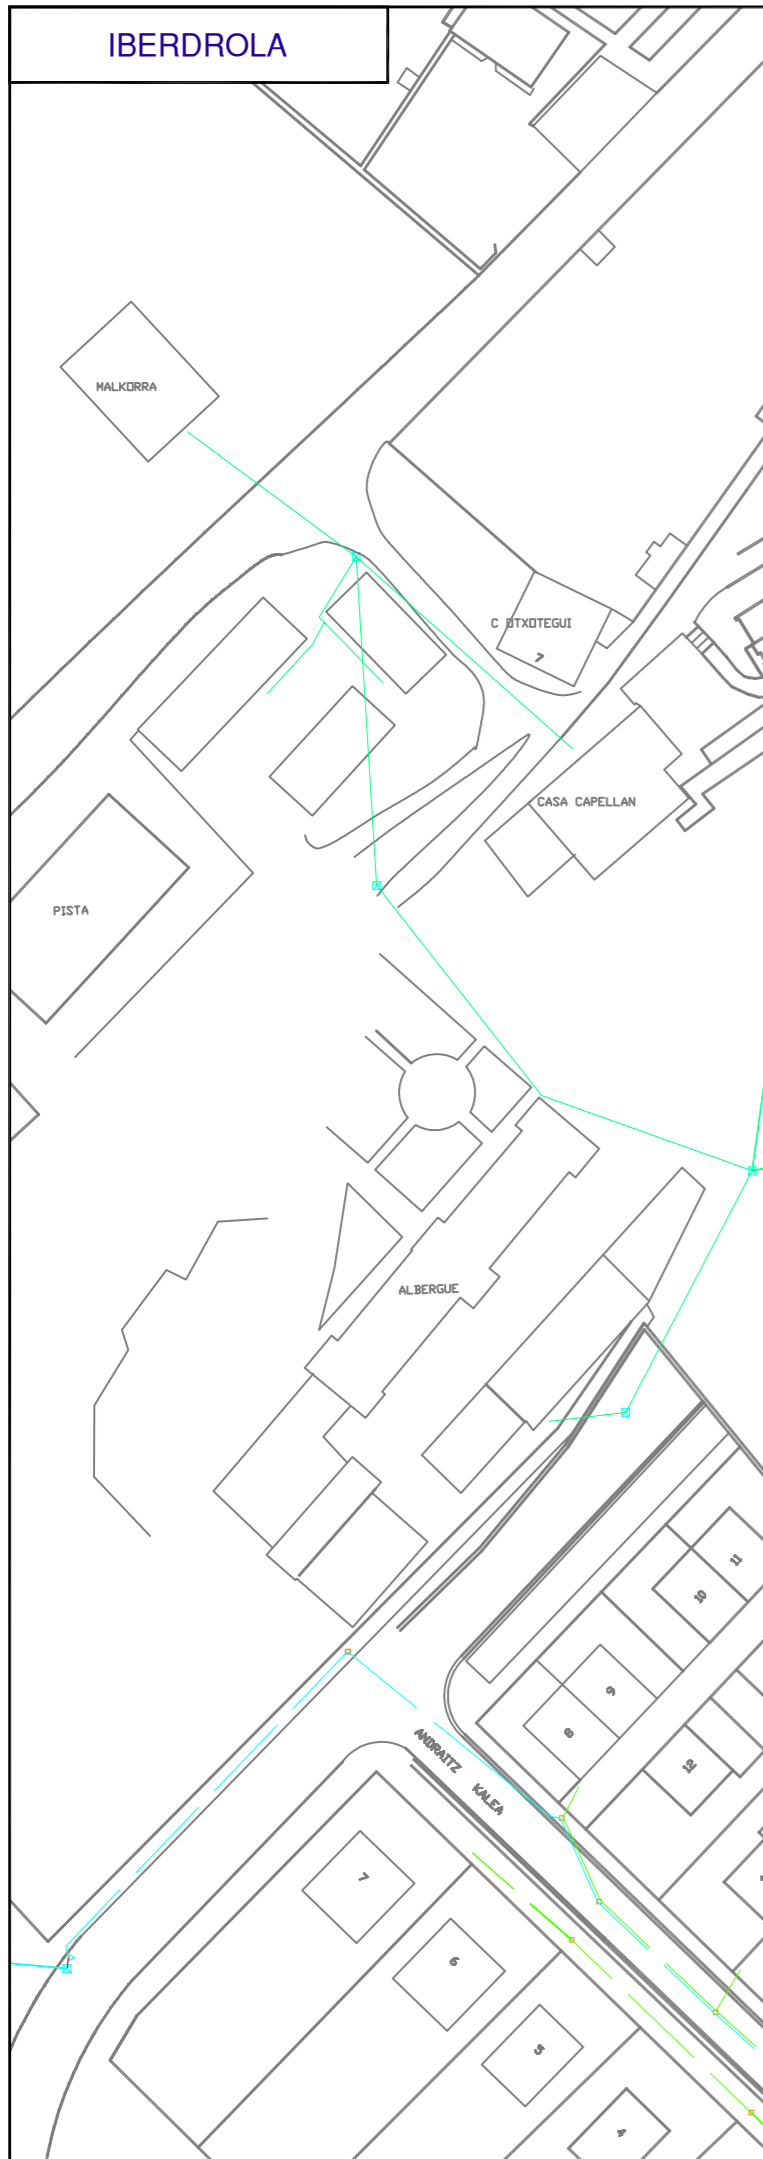 IBERDROLA
MALKORRA
C OTXOTEGUI
7
CASA CAPELLAN
PISTA
ALBERGUE
11
10
9
8
12
ANDRAITZ KALEA
7
6
5
4